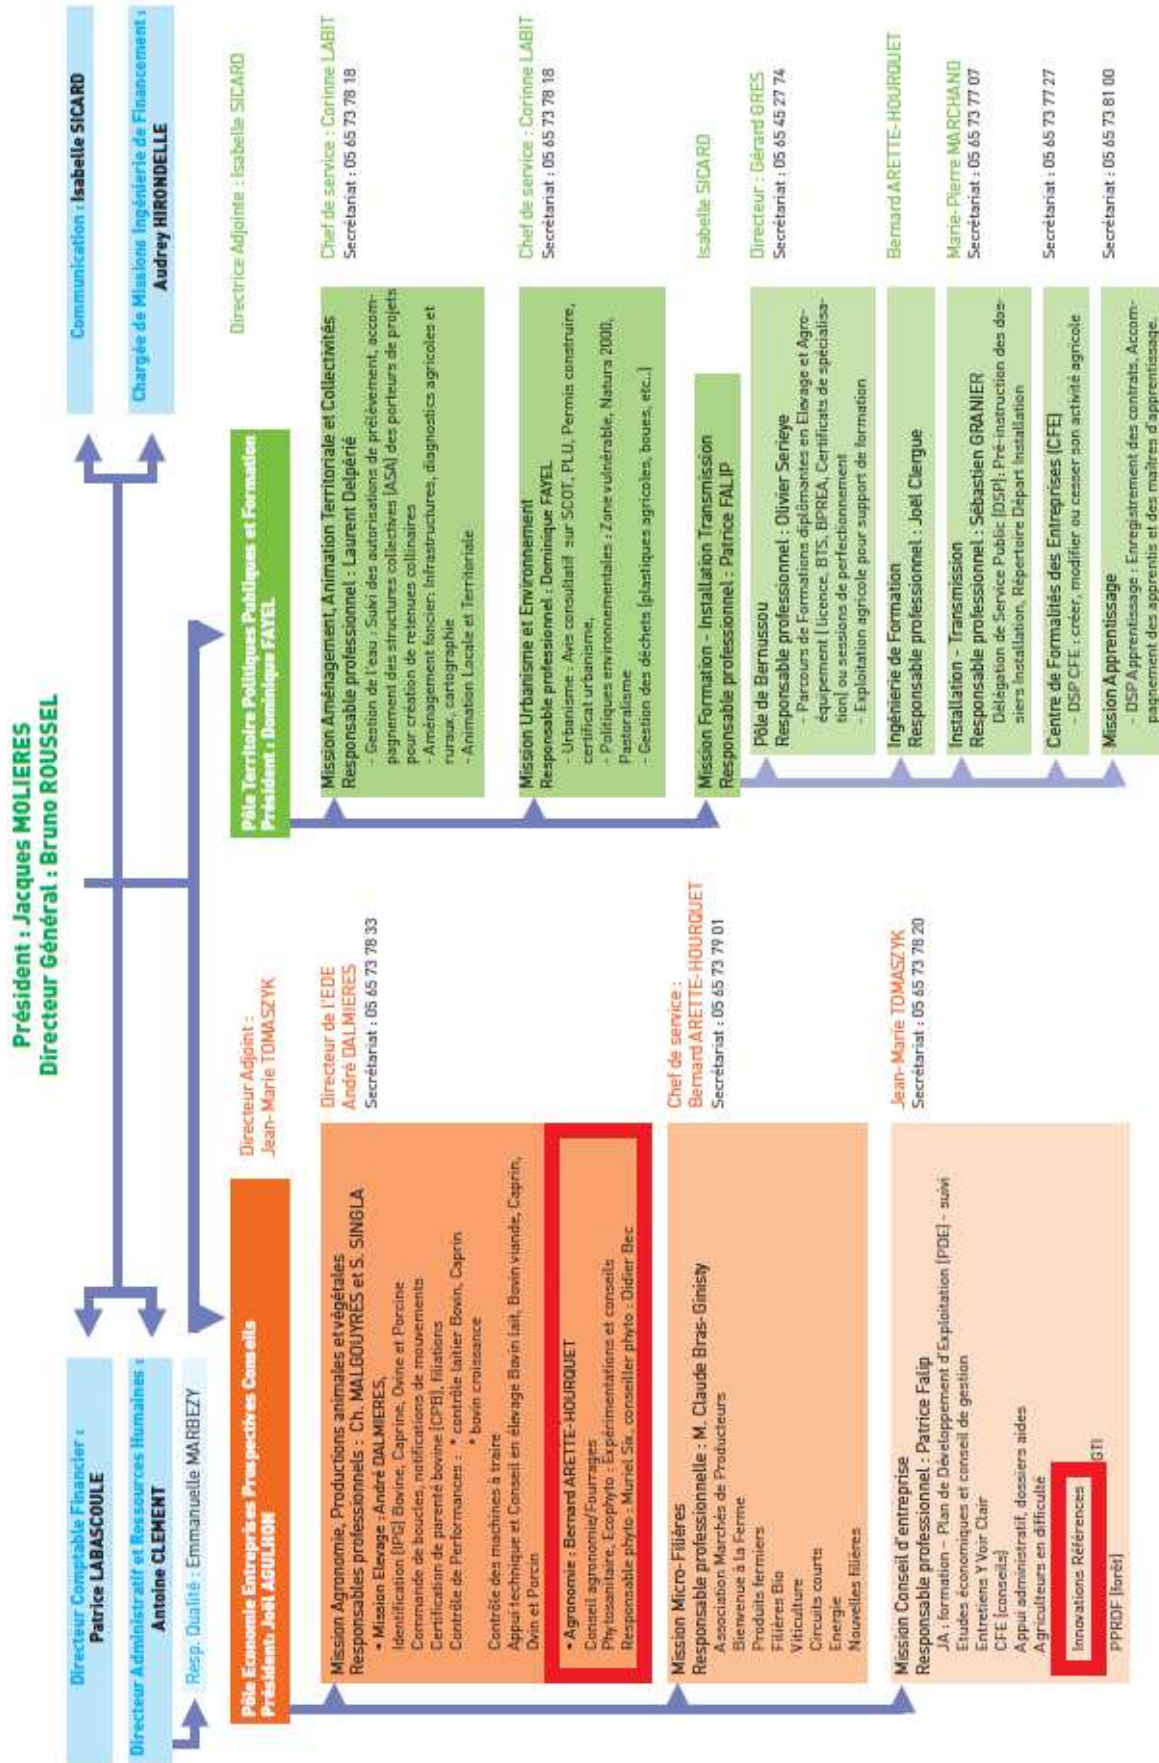 Président : Jacques MOLIERES
Directeur Général : Bruno ROUSSEL
Directeur Comptable Financier :
Patrice LABASCOULE
Directeur Administratif et Ressources Humaines :
Antoine CLEMENT
Resp. Qualité : Emmanuelle MARBEZY
Communication : Isabelle SICARD
Chargée de Missions Ingénierie de Financement :
Audrey HIRONDELLE
Pôle Economie Entreprises Prospectives Conseils
Président: Joël AGULHON
Directeur Adjoint :
Jean-Marie TOMASZYK
Mission Agronomie, Productions animales et végétales
Responsables professionnels : Ch. MALGOUYRES et S. SINGLA
• Mission Elevage : André DALMIERES,
Identification (IPG) Bovine, Caprine, Ovine et Porcine
Commande de boucles, notifications de mouvements
Certification de parenté bovine (CPB), filiations
Contrôle de Performances : * contrôle laitier Bovin, Caprin
* bovin croissance
Contrôle des machines à traire
Appui technique et Conseil en élevage Bovin lait, Bovin viande, Caprin,
Ovin et Porcin
• Agronomie : Bernard ARETTE-HOURQUET
Conseil agronomie/Fourrages
Phytosanitaire, Ecophyto : Expérimentations et conseils
Responsable phyto : Muriel Six, conseiller phyto : Didier Bec
Directeur de l'EDE
André DALMIERES
Secrétariat : 05 65 73 78 33
Mission Micro-Filières
Responsable professionnelle : M. Claude Bras-Ginisty
Association Marchés de Producteurs
Bienvenue à la Ferme
Produits fermiers
Filières Bio
Viticulture
Circuits courts
Energie
Nouvelles filières
Chef de service :
Bernard ARETTE-HOURQUET
Secrétariat : 05 65 73 79 01
Mission Conseil d'entreprise
Responsable professionnel : Patrice Falip
JA : formation – Plan de Développement d'Exploitation (PDE) - suivi
Etudes économiques et conseil de gestion
Entretiens Y Voir Clair
CFE (conseils)
Appui administratif, dossiers aides
Agriculteurs en difficulté
Innovations Références
GTI
PPRDF (forêt)
Jean-Marie TOMASZYK
Secrétariat : 05 65 73 78 20
Pôle Territoire Politiques Publiques et Formation
Président : Dominique FAYEL
Directrice Adjointe : Isabelle SICARD
Mission Aménagement, Animation Territoriale et Collectivités
Responsable professionnel : Laurent Delpérié
- Gestion de l'eau : Suivi des autorisations de prélèvement, accom-
pagnement des structures collectives (ASA) des porteurs de projets
pour création de retenues collinaires
- Aménagement foncier: Infrastructures, diagnostics agricoles et
ruraux, cartographie
- Animation Locale et Territoriale
Chef de service : Corinne LABIT
Secrétariat : 05 65 73 78 18
Mission Urbanisme et Environnement
Responsable professionnel : Dominique FAYEL
- Urbanisme : Avis consultatif sur SCOT, PLU, Permis construire,
certificat urbanisme,
- Politiques environnementales : Zone vulnérable, Natura 2000,
Pastoralisme
- Gestion des déchets (plastiques agricoles, boues, etc..)
Chef de service : Corinne LABIT
Secrétariat : 05 65 73 78 18
Mission Formation - Installation Transmission
Responsable professionnel : Patrice FALIP
Isabelle SICARD
Pôle de Bernussou
Responsable professionnel : Olivier Serieye
- Parcours de Formations diplômantes en Elevage et Agro-
équipement ( licence, BTS, BPREA, Certificats de spécialisa-
tion) ou sessions de perfectionnement
- Exploitation agricole pour support de formation
Directeur : Gérard GRES
Secrétariat : 05 65 45 27 74
Ingénierie de Formation
Responsable professionnel : Joël Clergue
Bernard ARETTE-HOURQUET
Installation - Transmission
Responsable professionnel : Sébastien GRANIER
Délégation de Service Public (DSP): Pré-instruction des dos-
siers Installation, Répertoire Départ Installation
Marie-Pierre MARCHAND
Secrétariat : 05 65 73 77 07
Centre de Formalités des Entreprises (CFE)
- DSP CFE : créer, modifier ou cesser son activité agricole
Secrétariat : 05 65 73 77 27
Mission Apprentissage
- DSP Apprentissage : Enregistrement des contrats, Accom-
pagnement des apprentis et des maîtres d'apprentissage.
Secrétariat : 05 65 73 81 00